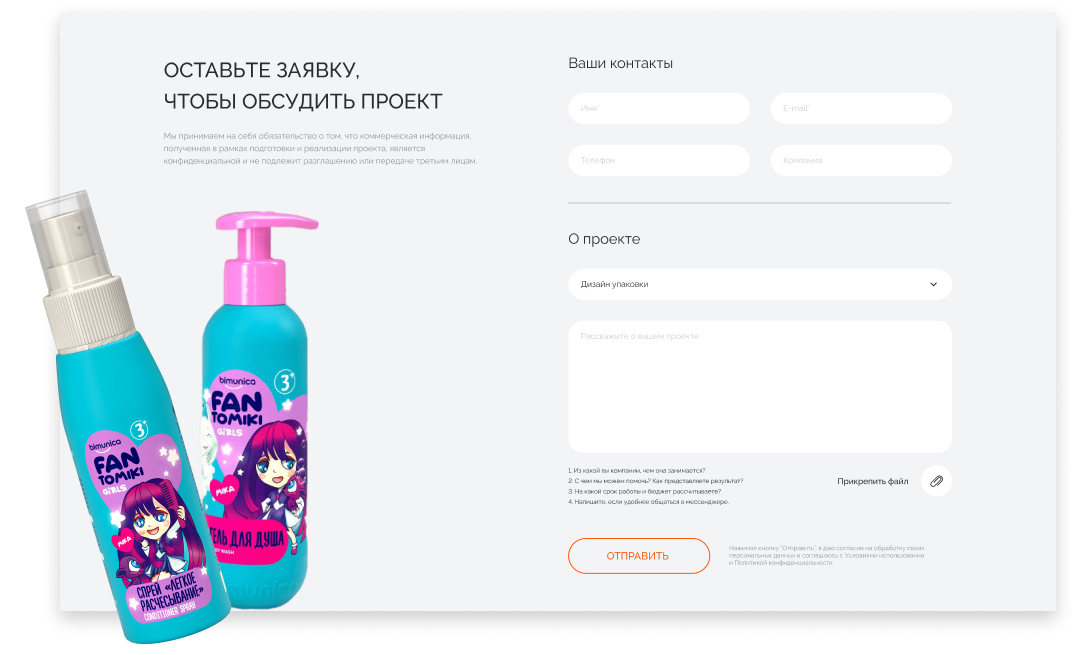 ОСТАВЬТЕ ЗАЯВКУ,
ЧТОБЫ ОБСУДИТЬ ПРОЕКТ
Мы принимаем на себя обязательство о том, что коммерческая информация,
полученная в рамках подготовки и реализации проекта, является
конфиденциальной и не подлежит разглашению или передаче третьим лицам.
Ваши контакты
Имя*
E-mail*
Телефон
Компания
О проекте
Дизайн упаковки
Расскажите о вашем проекте
1. Из какой вы компании, чем она занимается?
2. С чем мы можем помочь? Как представляете результат?
3. На какой срок работы и бюджет рассчитываете?
4. Напишите, если удобнее общаться в мессенджере.
Прикрепить файл
ОТПРАВИТЬ
Нажимая кнопку "Отправить", я даю согласие на обработку своих
персональных данных и соглашаюсь с Условиями использования
и Политикой конфиденциальности
bimunica
3+
FAN
TOMIKI
GIRLS
МIКА
СПРЕЙ «ЛЕГКОЕ
РАСЧЕСЫВАНИЕ»
CONDITIONER SPRAY
bimunica
3+
FAN
TOMIKI
GIRLS
MIKA
ГЕЛЬ ДЛЯ ДУША
WASH
bimunica